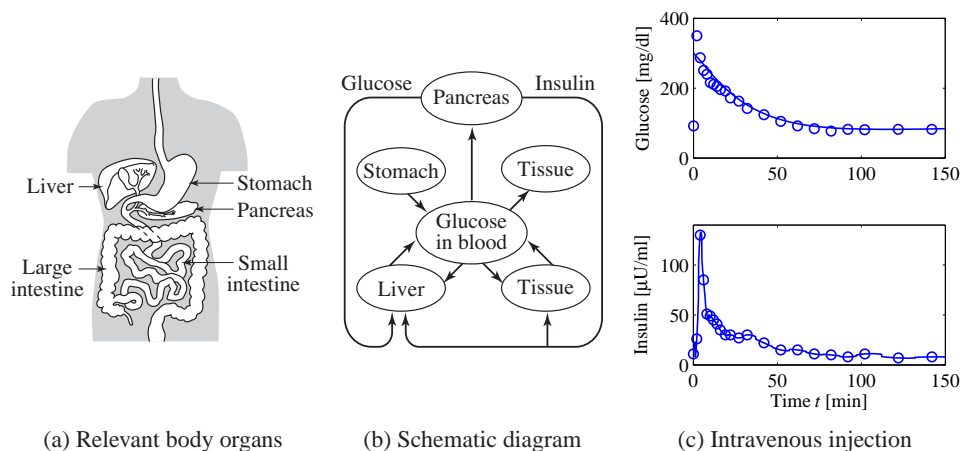 Liver
Stomach
Pancreas
Large
intestine
Small
intestine
(a) Relevant body organs
Glucose
Insulin
Pancreas
Stomach
Tissue
Glucose
in blood
Liver
Tissue
(b) Schematic diagram
Glucose [mg/dl]
400
200
0
0
50
100
150
Insulin [μU/ml]
100
50
0
0
50
100
150
Time t [min]
(c) Intravenous injection